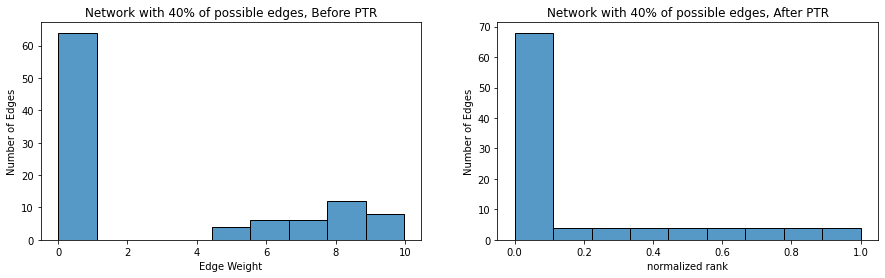 Network with 40% of possible edges, Before PTR
Number of Edges
60
50
40
30
20
10
0
0 2 4 6 8 10
Edge Weight
Network with 40% of possible edges, After PTR
Number of Edges
70
60
50
40
30
20
10
0
0.0 0.2 0.4 0.6 0.8 1.0
normalized rank